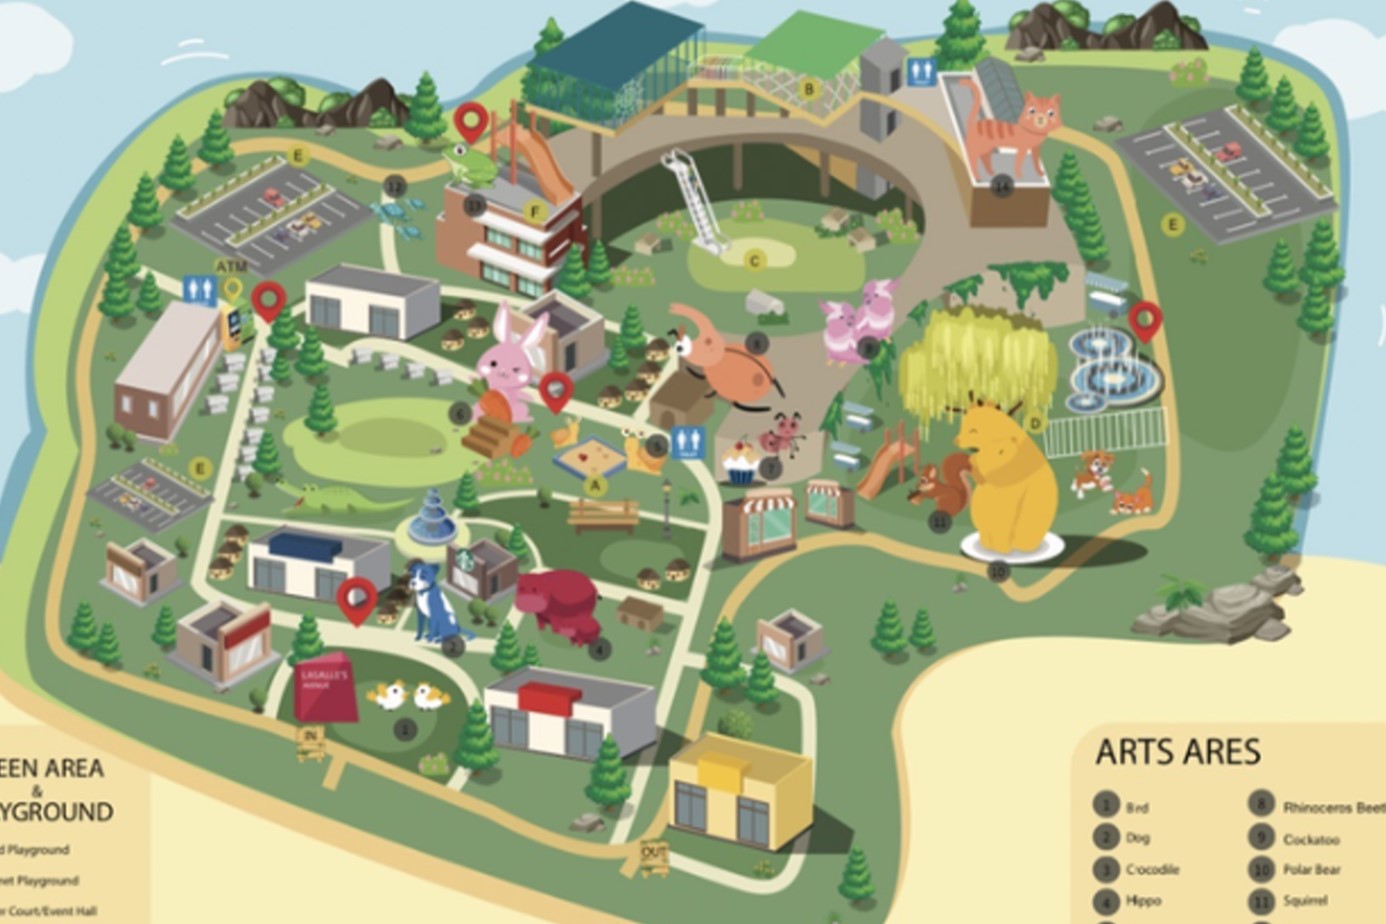 B
14
E
12
13
F
E
ATM
C
8
9
6
D
5
TOILET
A
7
E
11
10
2
4
LASALLE'S
AVENUE
1
IN
OUT
EEN AREA
&
YGROUND
d Playground
net Playground
r Court/Event Hall
ARTS ARES
1 Bird
2 Dog
3 Crocodile
4 Hippo
8 Rhinoceros Beet
9 Cockatoo
10 Polar Bear
11 Squirrel